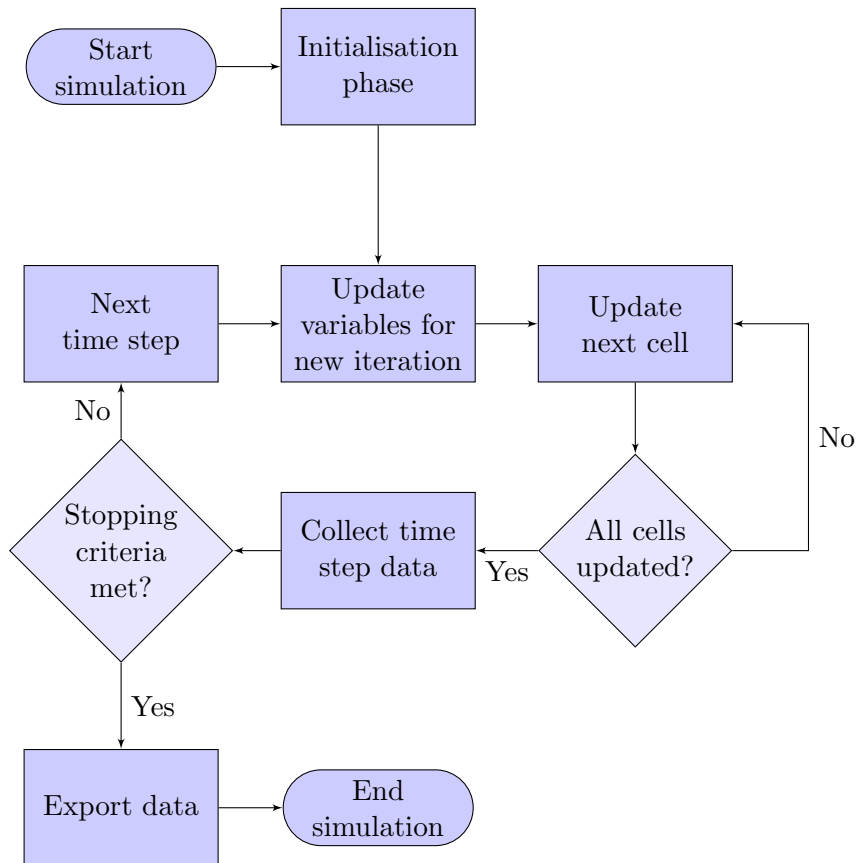 Start
simulation
Initialisation
phase
Next
time step
Update
variables for
new iteration
Update
next cell
No
No
Stopping
criteria
met?
Collect time
step data
Yes
All cells
updated?
Yes
Export data
End
simulation